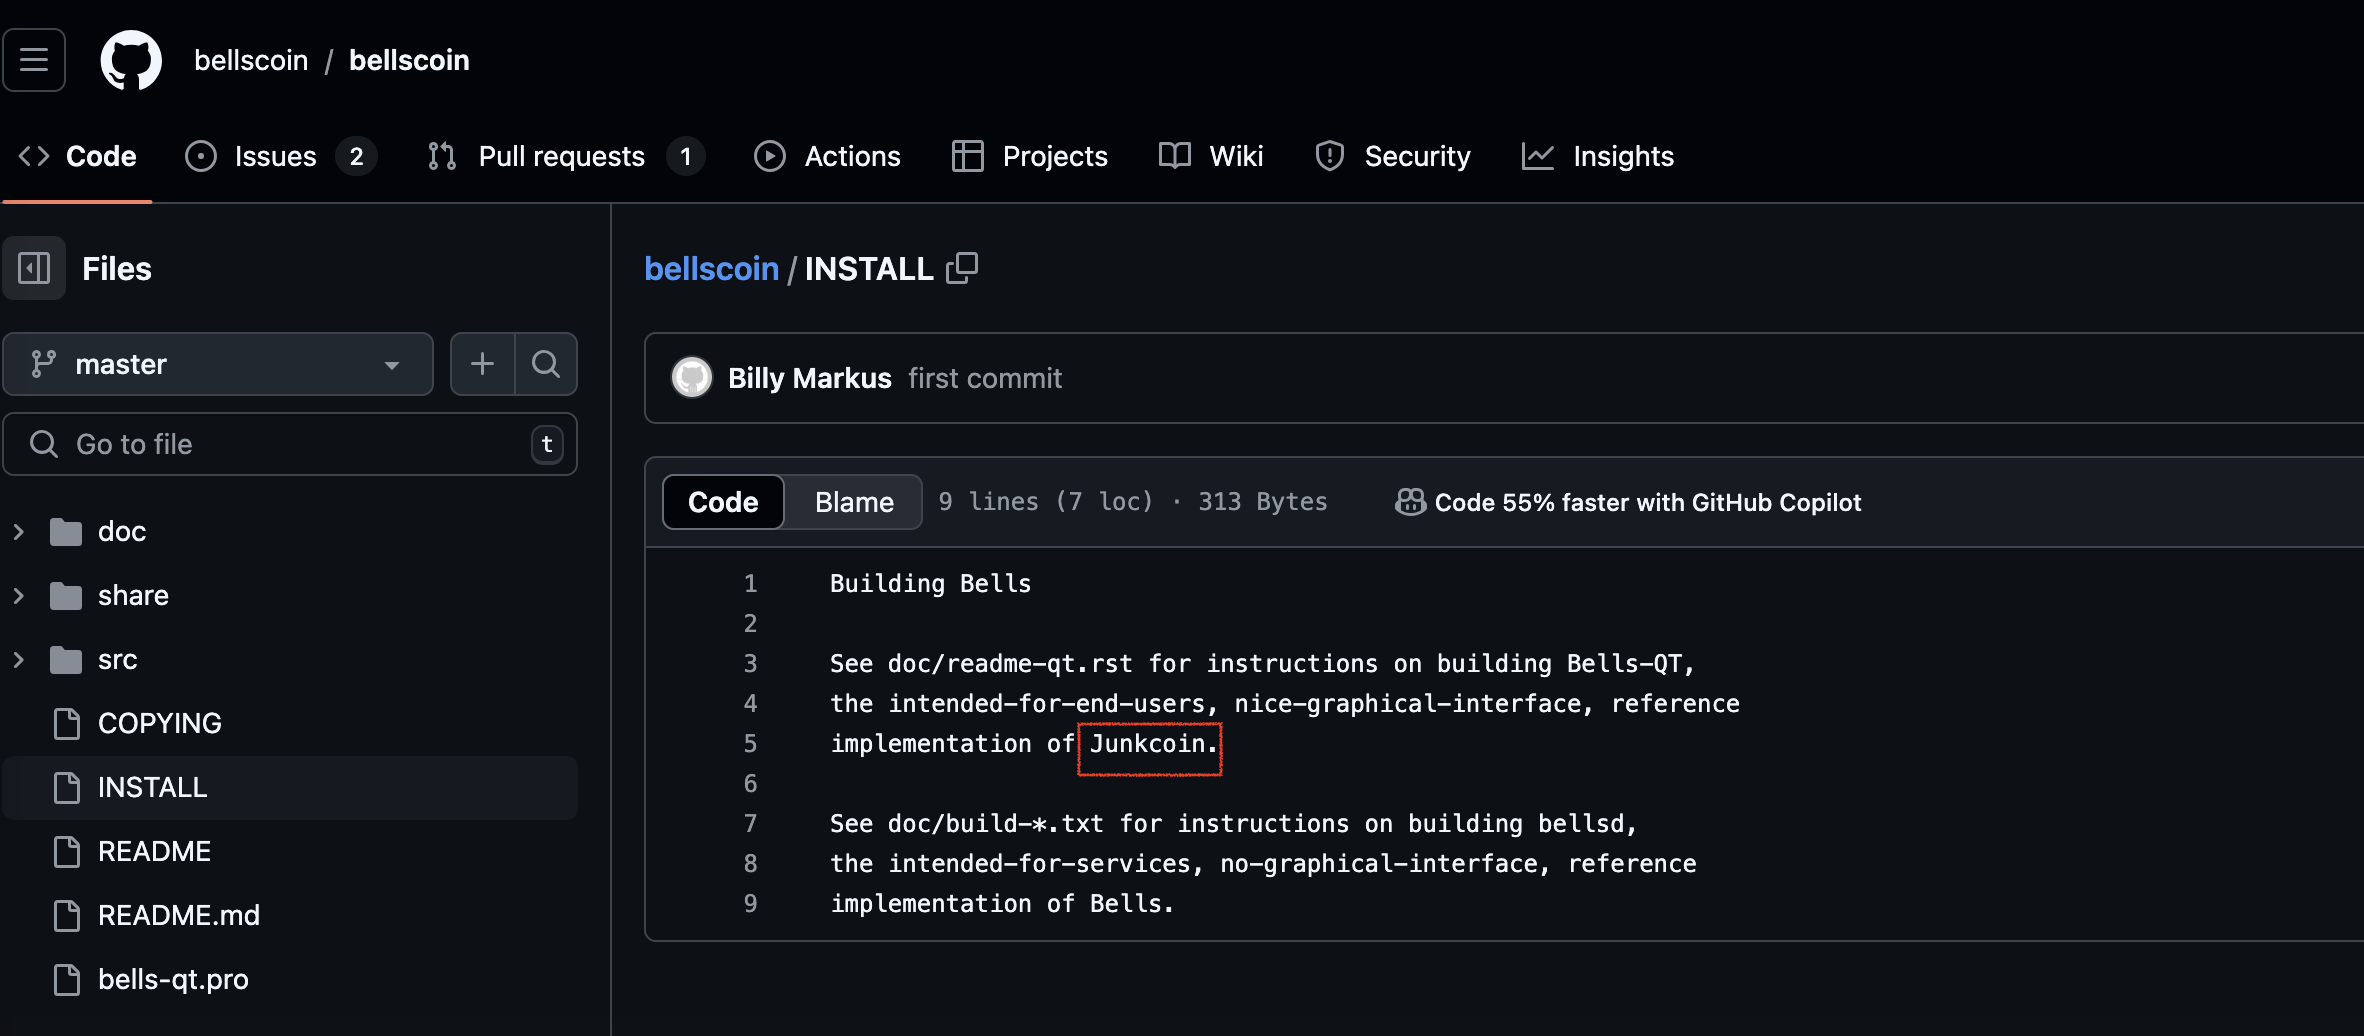 bellscoin / bellscoin
Code Issues 2 Pull requests 1 Actions Projects Wiki Security Insights
Files
master
Go to file t
doc
share
src
COPYING
INSTALL
README
README.md
bells-qt.pro
bellscoin / INSTALL
Billy Markus first commit
Code Blame 9 lines (7 loc) · 313 Bytes Code 55% faster with GitHub Copilot
1 Building Bells
2
3 See doc/readme-qt.rst for instructions on building Bells-QT,
4 the intended-for-end-users, nice-graphical-interface, reference
5 implementation of Junkcoin.
6
7 See doc/build-*.txt for instructions on building bellsd,
8 the intended-for-services, no-graphical-interface, reference
9 implementation of Bells.